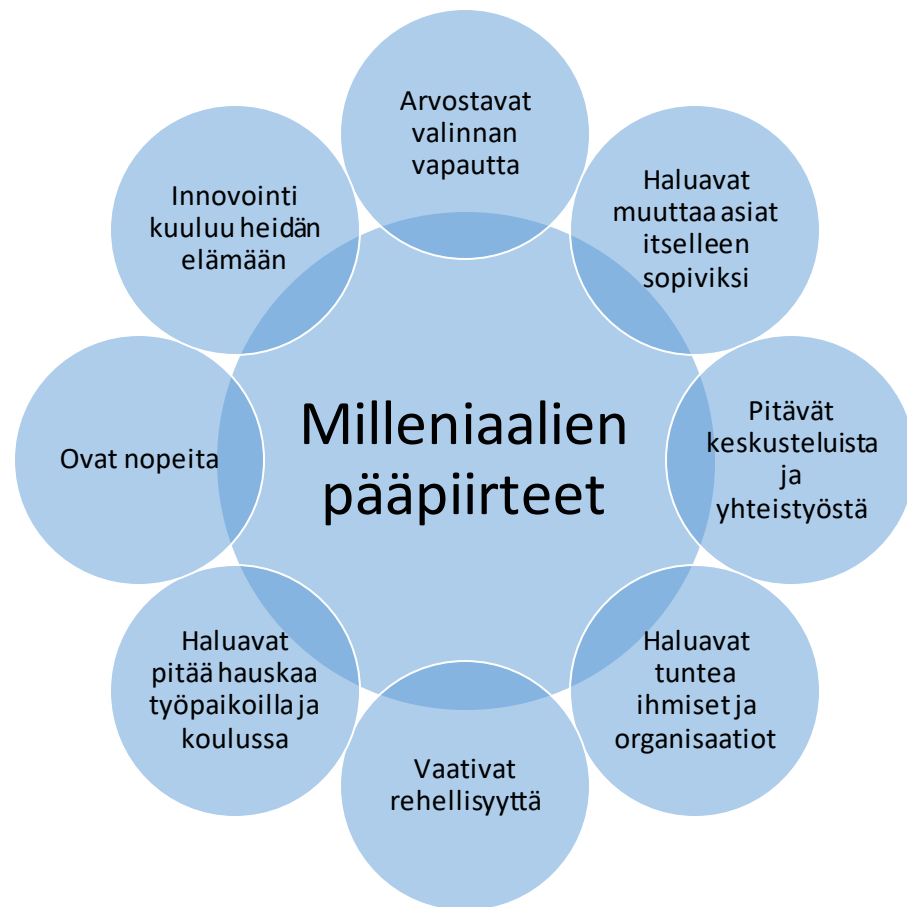 Arvostavat
valinnan
vapautta
Haluavat
muuttaa asiat
itselleen
sopiviksi
Pitävät
keskusteluista
ja
yhteistyöstä
Haluavat
tuntea
ihmiset ja
organisaatiot
Vaativat
rehellisyyttä
Haluavat
pitää hauskaa
työpaikoilla ja
koulussa
Ovat nopeita
Innovointi
kuuluu heidän
elämään
Milleniaalien
pääpiirteet